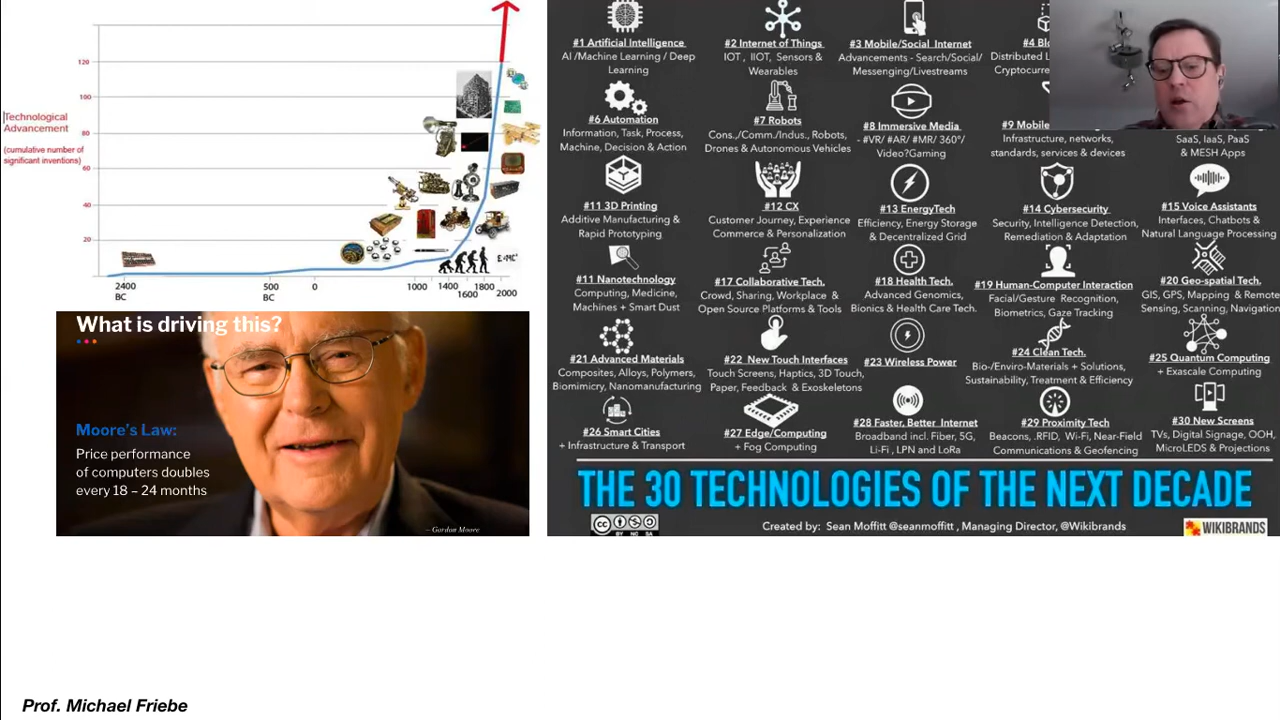 Technological
Advancement
(cumulative number of
significant inventions)
120
100
80
60
40
20
2400
BC
500
BC
0
1000
1400
1600
1800
2000
What is driving this?
Moore's Law:
Price performance
of computers doubles
every 18 – 24 months
– Gordon Moore
#1 Artificial Intelligence
AI /Machine Learning / Deep
Learning
#2 Internet of Things
IOT , IIOT, Sensors &
Wearables
#3 Mobile/Social Internet
Advancements - Search/Social/
Messenging/Livestreams
#4 Blo
Distributed L
Cryptocurre
#6 Automation
Information, Task, Process,
Machine, Decision & Action
#7 Robots
Cons.,/Comm./Indus., Robots,
Drones & Autonomous Vehicles
#8 Immersive Media
- #VR/ #AR/ #MR/ 360°/
Video?Gaming
#9 Mobile
Infrastructure, networks,
standards, services & devices
SaaS, IaaS, PaaS
& MESH Apps
#11 3D Printing
Additive Manufacturing &
Rapid Prototyping
#12 CX
Customer Journey, Experience
Commerce & Personalization
#13 EnergyTech
Efficiency, Energy Storage
& Decentralized Grid
#14 Cybersecurity
Security, Intelligence Detection,
Remediation & Adaptation
#15 Voice Assistants
Interfaces, Chatbots &
Natural Language Processing
#11 Nanotechnology
Computing, Medicine,
Machines + Smart Dust
#17 Collaborative Tech.
Crowd, Sharing, Workplace &
Open Source Platforms & Tools
#18 Health Tech.
Advanced Genomics,
Bionics & Health Care Tech.
#19 Human-Computer Interaction
Facial/Gesture Recognition,
Biometrics, Gaze Tracking
#20 Geo-spatial Tech.
GIS, GPS, Mapping & Remote
Sensing, Scanning, Navigation
#21 Advanced Materials
Composites, Alloys, Polymers,
Biomimicry, Nanomanufacturing
#22 New Touch Interfaces
Touch Screens, Haptics, 3D Touch,
Paper, Feedback & Exoskeletons
#23 Wireless Power
#24 Clean Tech.
Bio-/Enviro-Materials + Solutions,
Sustainability, Treatment & Efficiency
#25 Quantum Computing
+ Exascale Computing
#26 Smart Cities
+ Infrastructure & Transport
#27 Edge/Computing
+ Fog Computing
#28 Faster, Better Internet
Broadband incl. Fiber, 5G,
Li-Fi , LPN and LoRa
#29 Proximity Tech
Beacons, .RFID, Wi-Fi, Near-Field
Communications & Geofencing
#30 New Screens
TVs, Digital Signage, OOH,
MicroLEDS & Projections
THE 30 TECHNOLOGIES OF THE NEXT DECADE
CC BY NC SA
Created by: Sean Moffitt @seanmoffitt , Managing Director, @Wikibrands
WIKIBRANDS
Prof. Michael Friebe